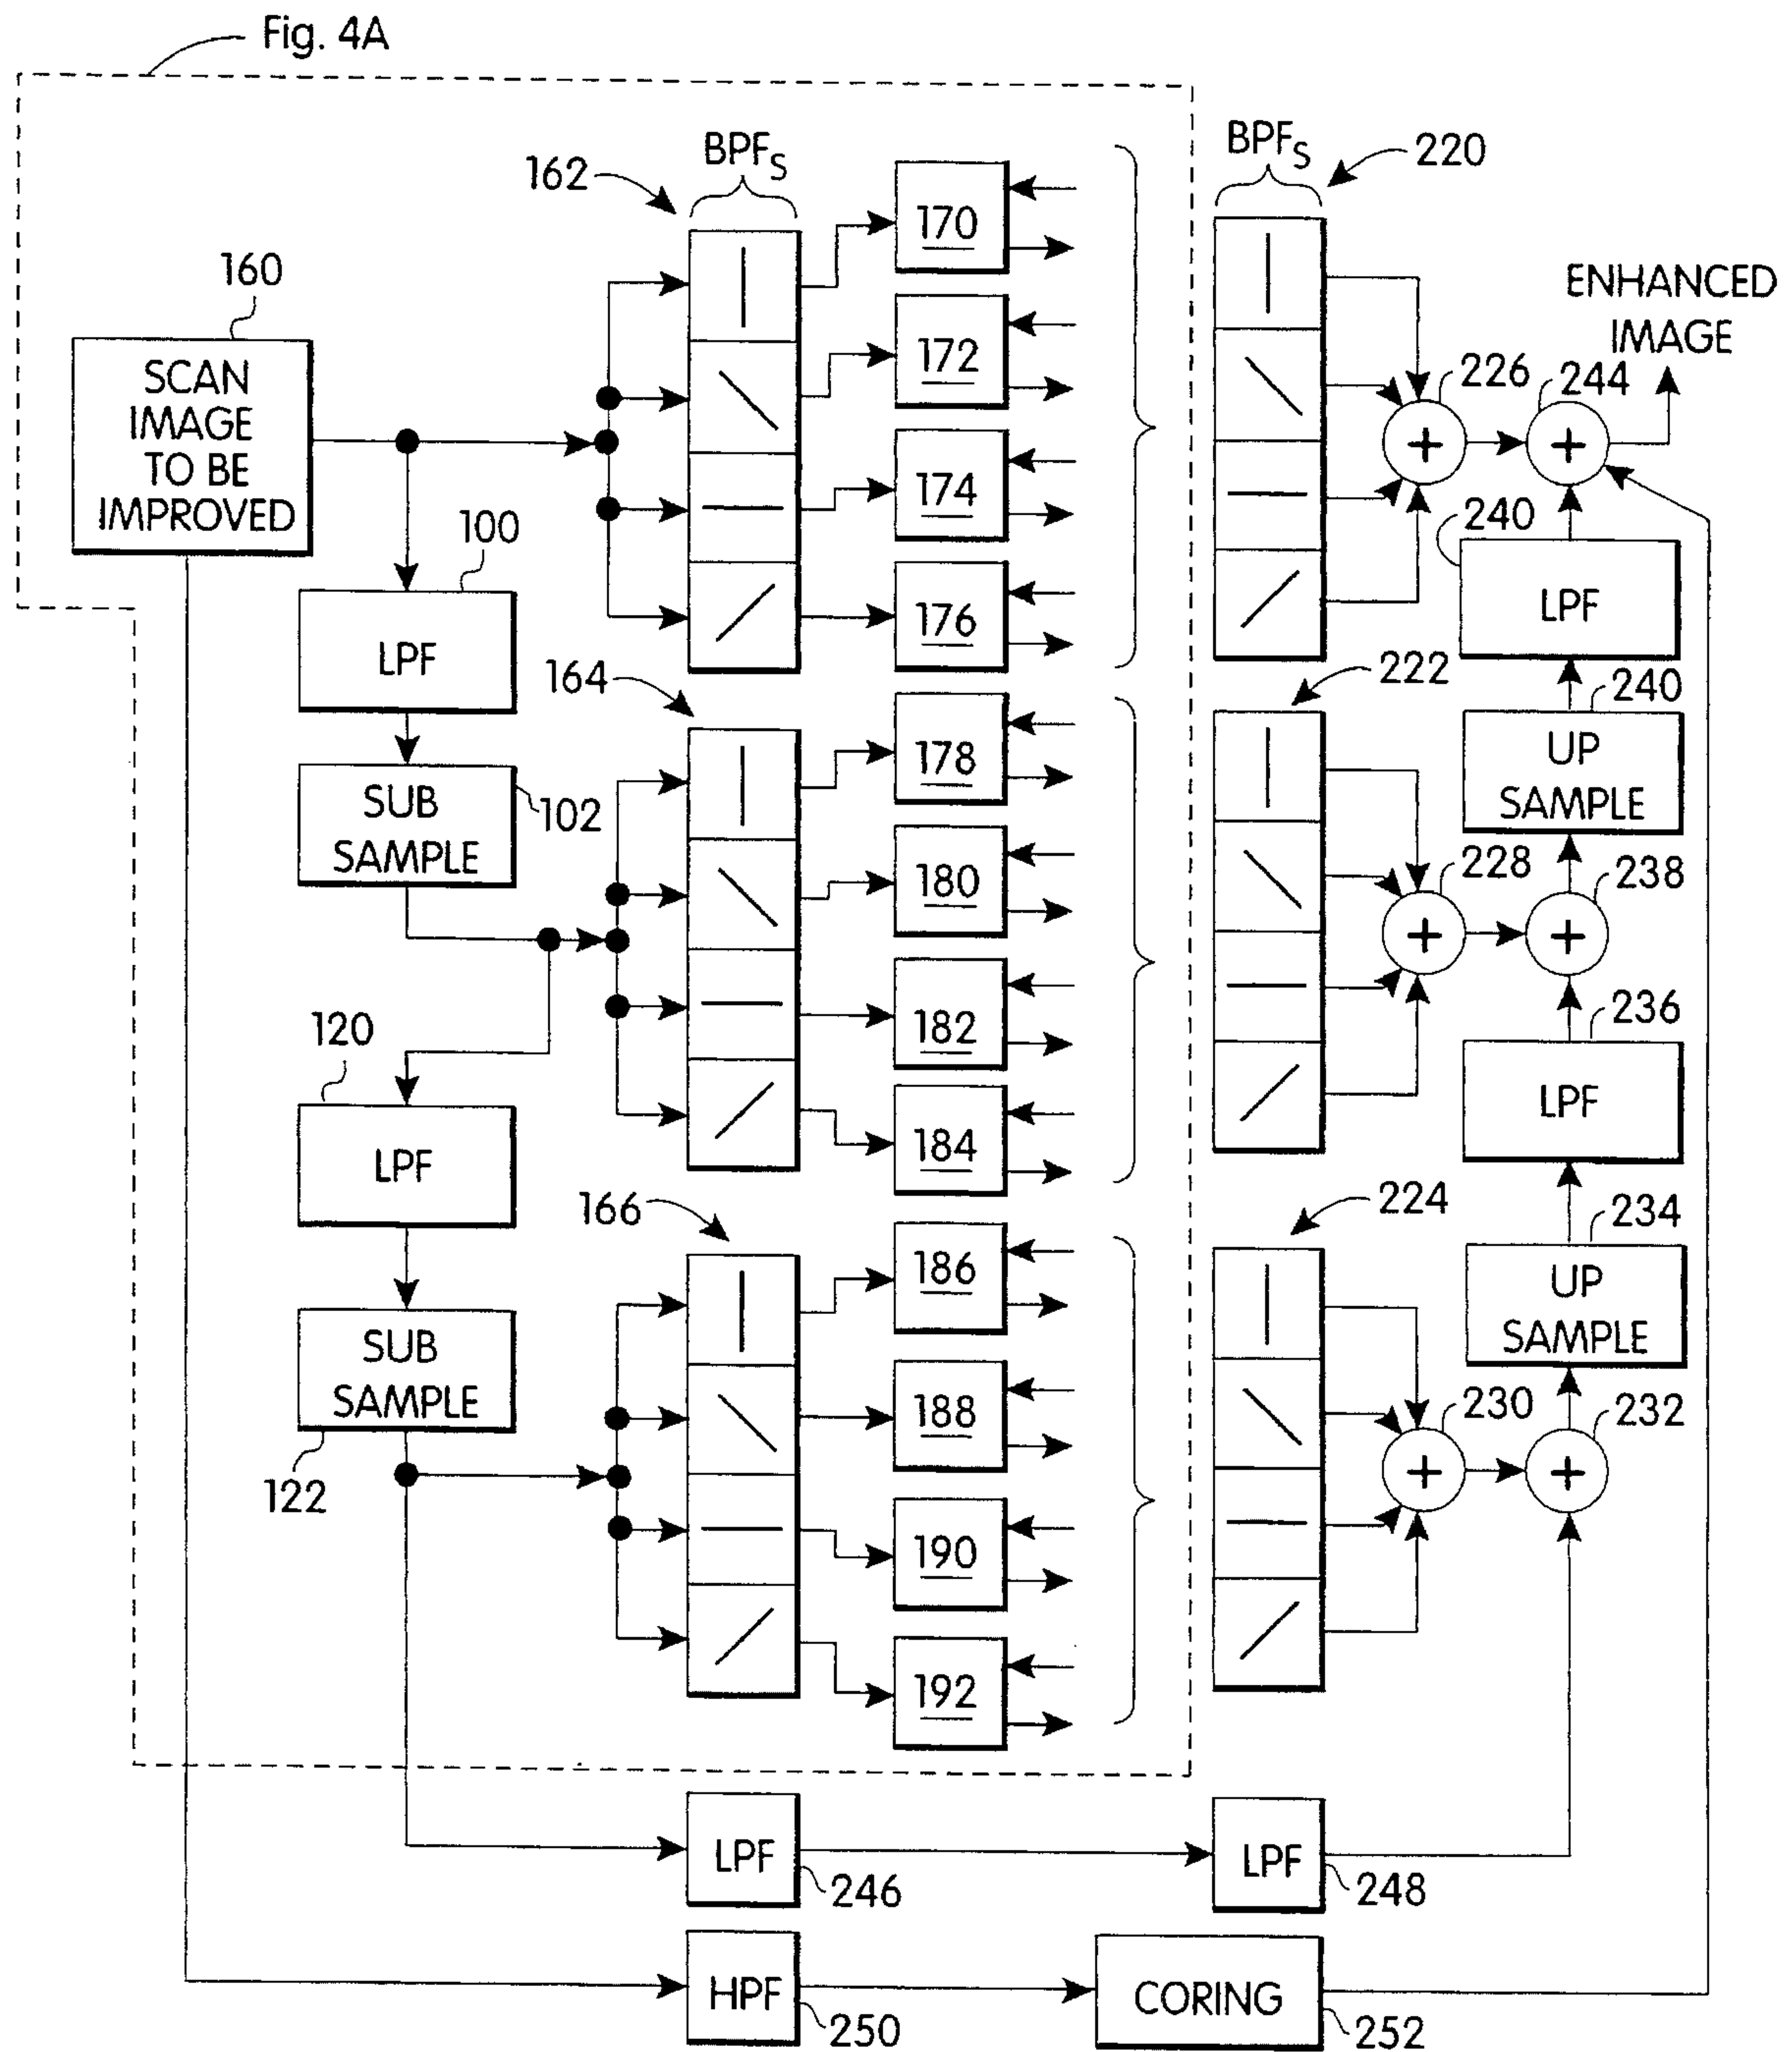 Fig. 4A
BPFS
162
170
BPFS
220
160
SCAN
IMAGE
TO BE
IMPROVED
172
174
176
ENHANCED
IMAGE
226
244
+
+
240
LPF
100
LPF
164
178
222
240
UP
SAMPLE
SUB
SAMPLE
102
180
228
238
+
+
182
236
LPF
120
LPF
184
166
186
224
234
UP
SAMPLE
SUB
SAMPLE
122
188
230
232
+
+
190
192
LPF
246
LPF
248
HPF
250
CORING
252